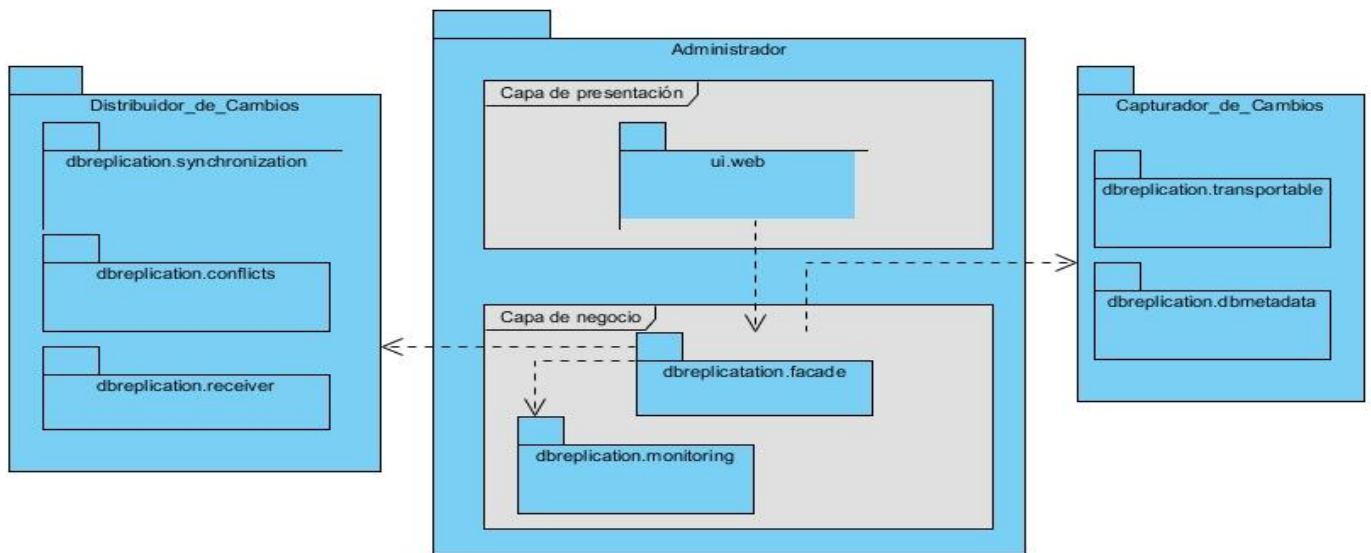 Administrador
Capa de presentación
ui.web
Capa de negocio
dbreplicatation.facade
dbreplication.monitoring
Distribuidor_de_Cambios
dbreplication.synchronization
dbreplication.conflicts
dbreplication.receiver
Capturador_de_Cambios
dbreplication.transportable
dbreplication.dbmetadata